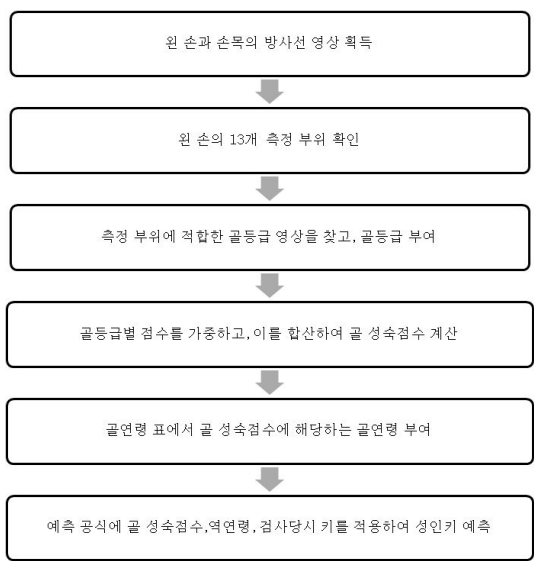 왼 손과 손목의 방사선 영상 획득
왼 손의 13개 측정 부위 확인
측정 부위에 적합한 골등급 영상을 찾고, 골등급 부여
골등급별 점수를 가중하고, 이를 합산하여 골 성숙점수 계산
골연령 표에서 골 성숙점수에 해당하는 골연령 부여
예측 공식에 골 성숙점수,역연령, 검사당시 키를 적용하여 성인키 예측